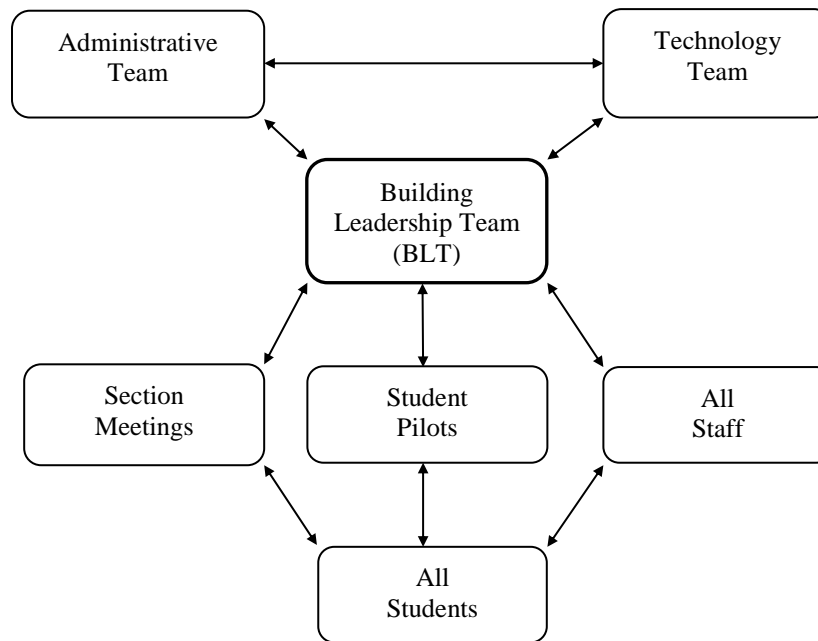 Administrative
Team
Technology
Team
Building
Leadership Team
(BLT)
Section
Meetings
Student
Pilots
All
Staff
All
Students